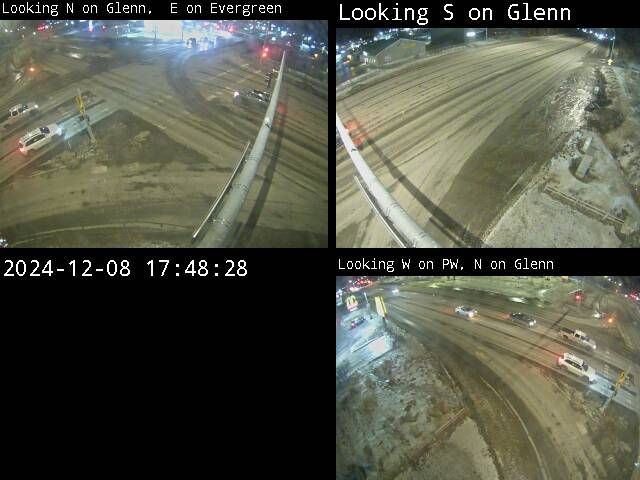 Looking N on Glenn, E on Evergreen
Looking S on Glenn
2024-12-08 17:48:28
Looking W on PW, N on Glenn